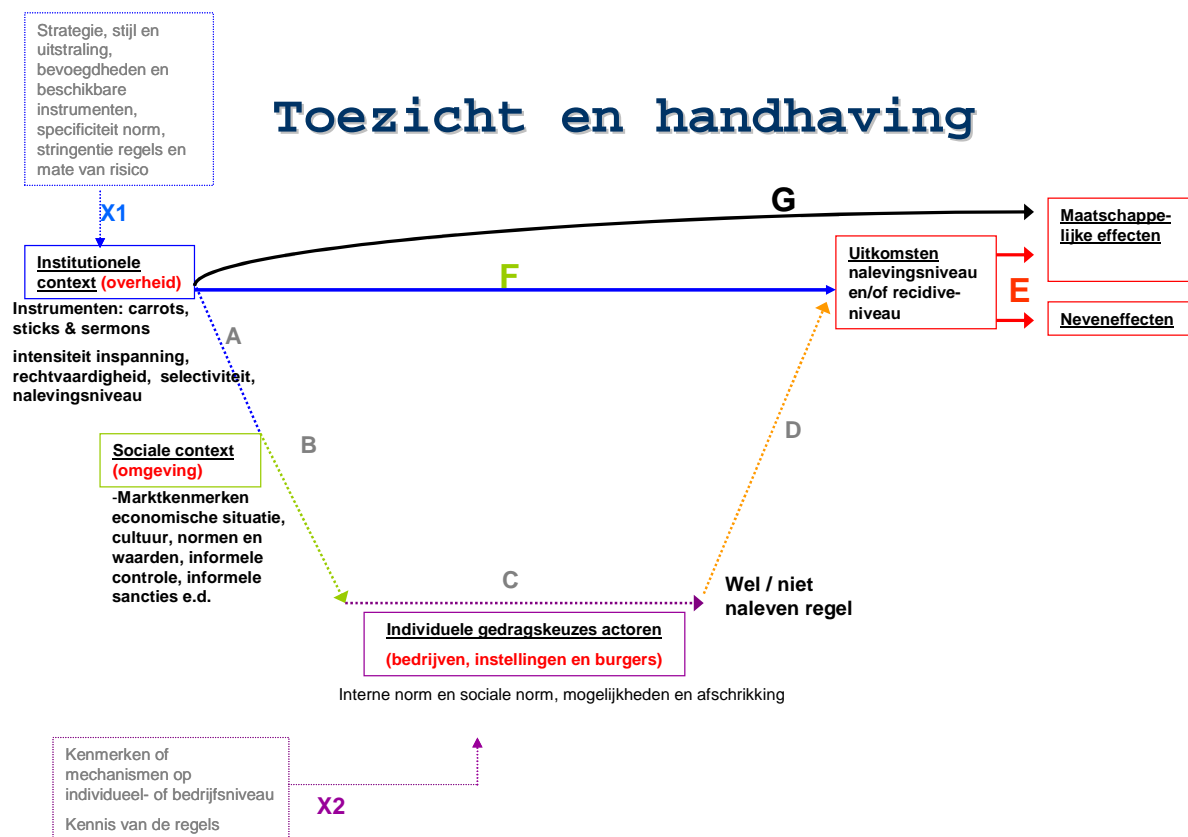 Strategie, stijl en
uitstraling,
bevoegdheden en
beschikbare
instrumenten,
specificiteit norm,
stringentie regels en
mate van risico
Toezicht en handhaving
X1
G
Maatschappe-
lijke effecten
Institutionele
context (overheid)
F
Uitkomsten
nalevingsniveau
en/of recidive-
niveau
E
Neveneffecten
Instrumenten: carrots,
sticks & sermons
intensiteit inspanning,
rechtvaardigheid, selectiviteit,
nalevingsniveau
A
B
D
Sociale context
(omgeving)
-Marktkenmerken
economische situatie,
cultuur, normen en
waarden, informele
controle, informele
sancties e.d.
C
Wel / niet
naleven regel
Individuele gedragskeuzes actoren
(bedrijven, instellingen en burgers)
Interne norm en sociale norm, mogelijkheden en afschrikking
Kenmerken of
mechanismen op
individueel- of bedrijfsniveau
Kennis van de regels
X2